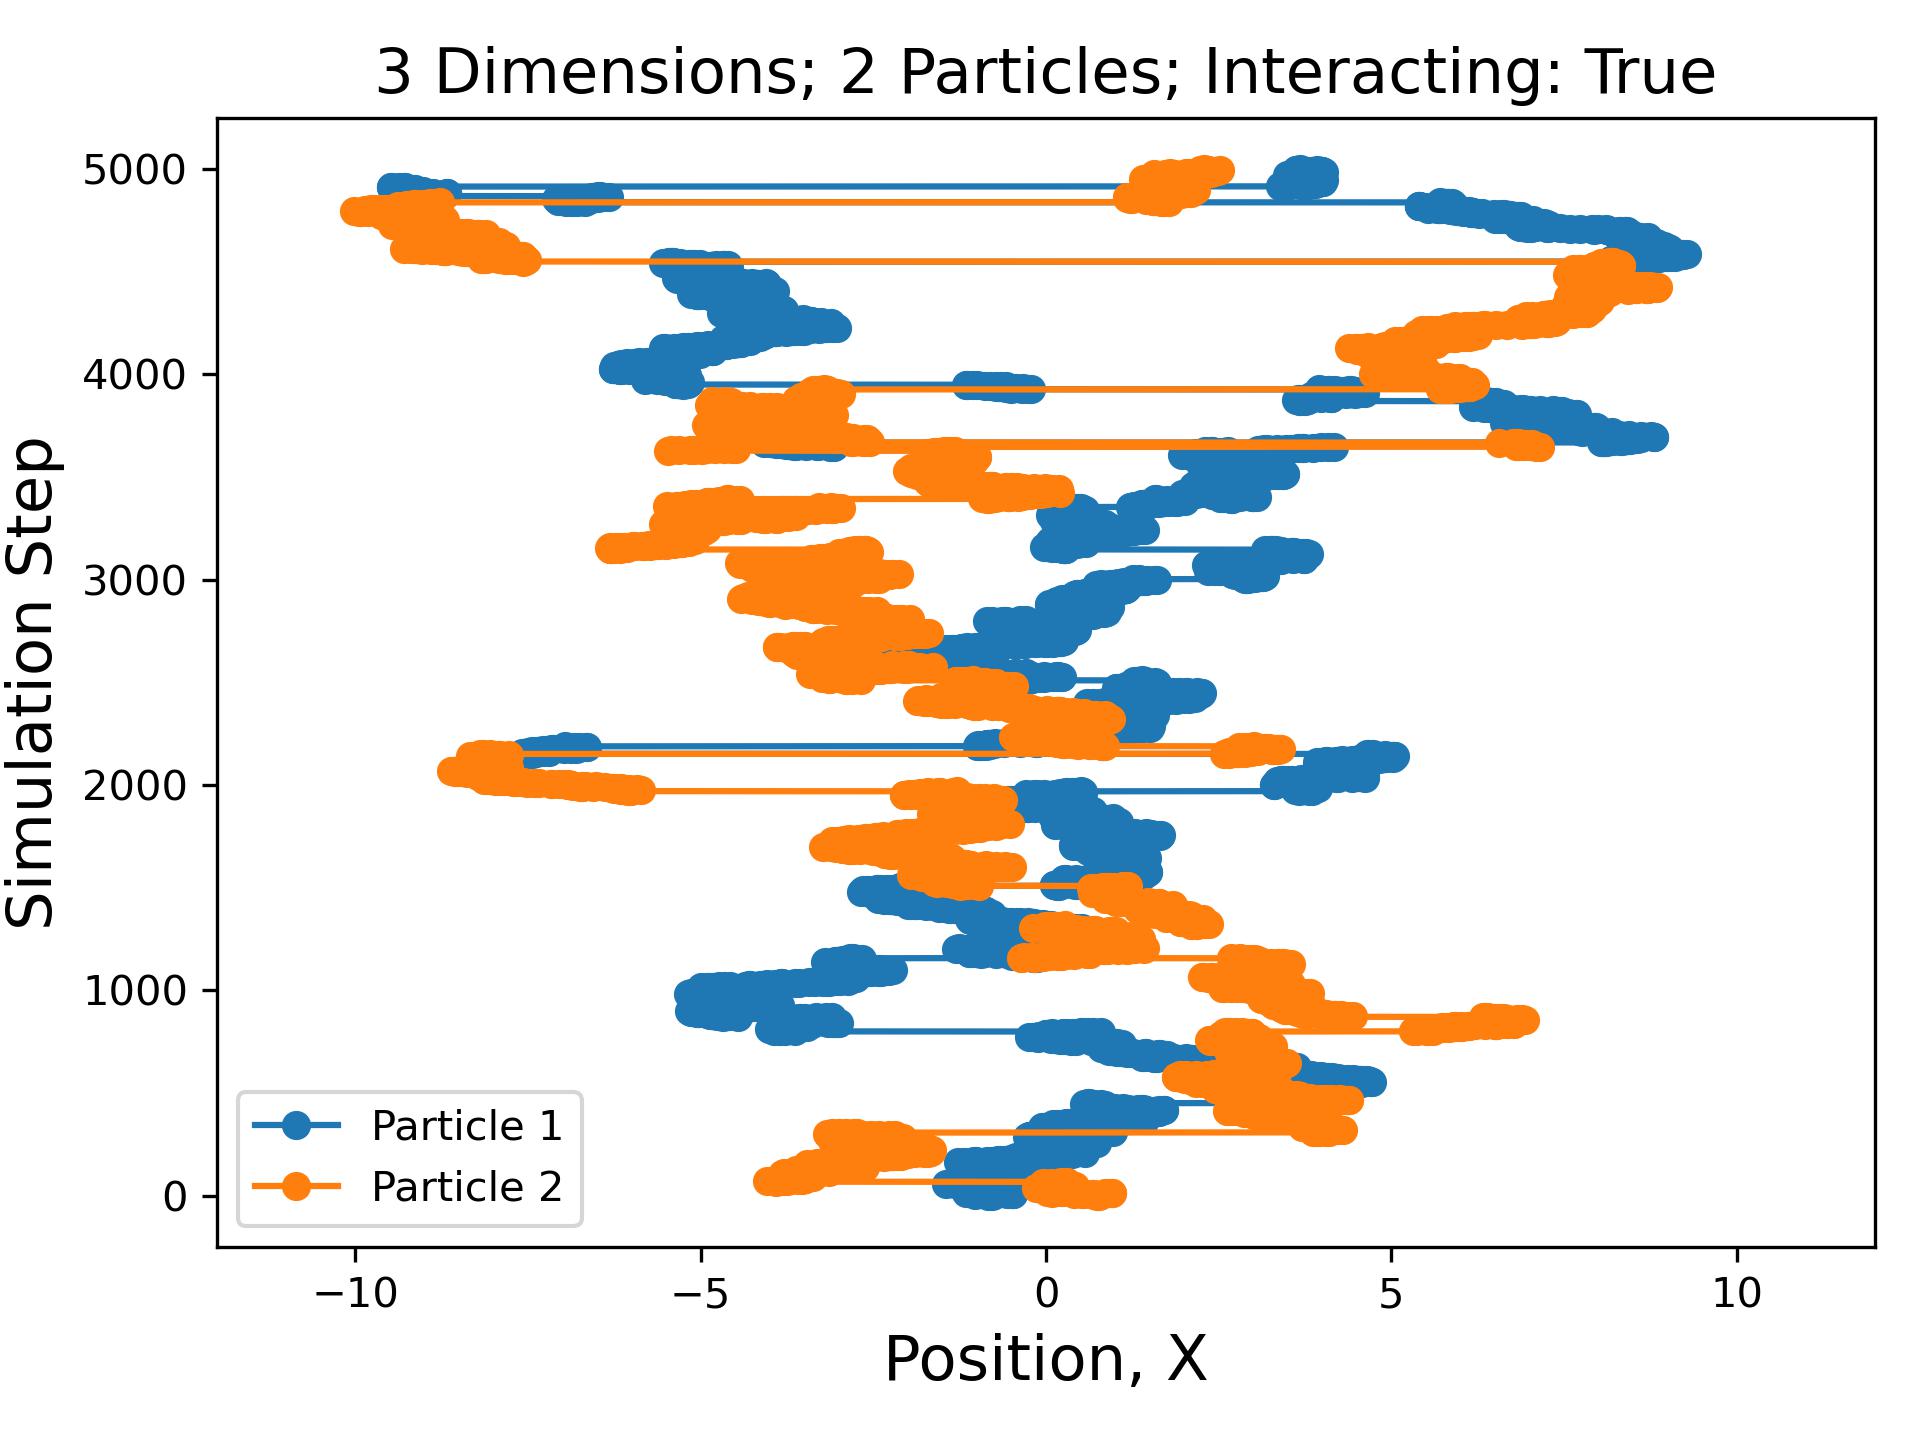 3 Dimensions; 2 Particles; Interacting: True
Simulation Step
5000
4000
3000
2000
1000
0
Particle 1
Particle 2
−10
−5
0
5
10
Position, X